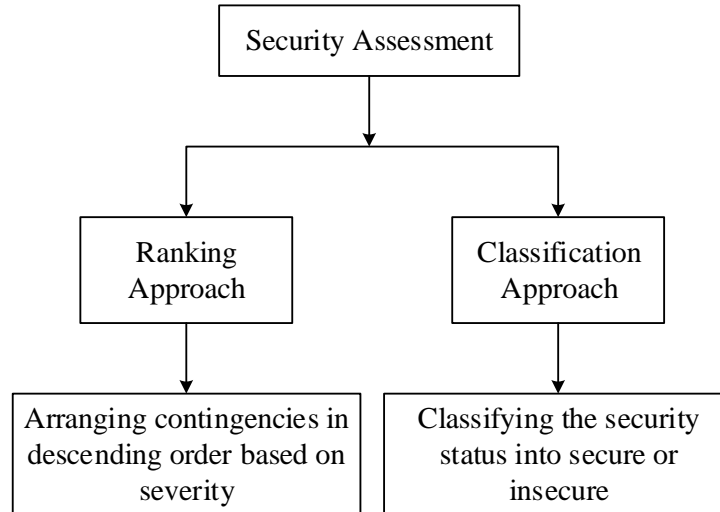 Security Assessment
Ranking
Approach
Classification
Approach
Arranging contingencies in
descending order based on
severity
Classifying the security
status into secure or
insecure